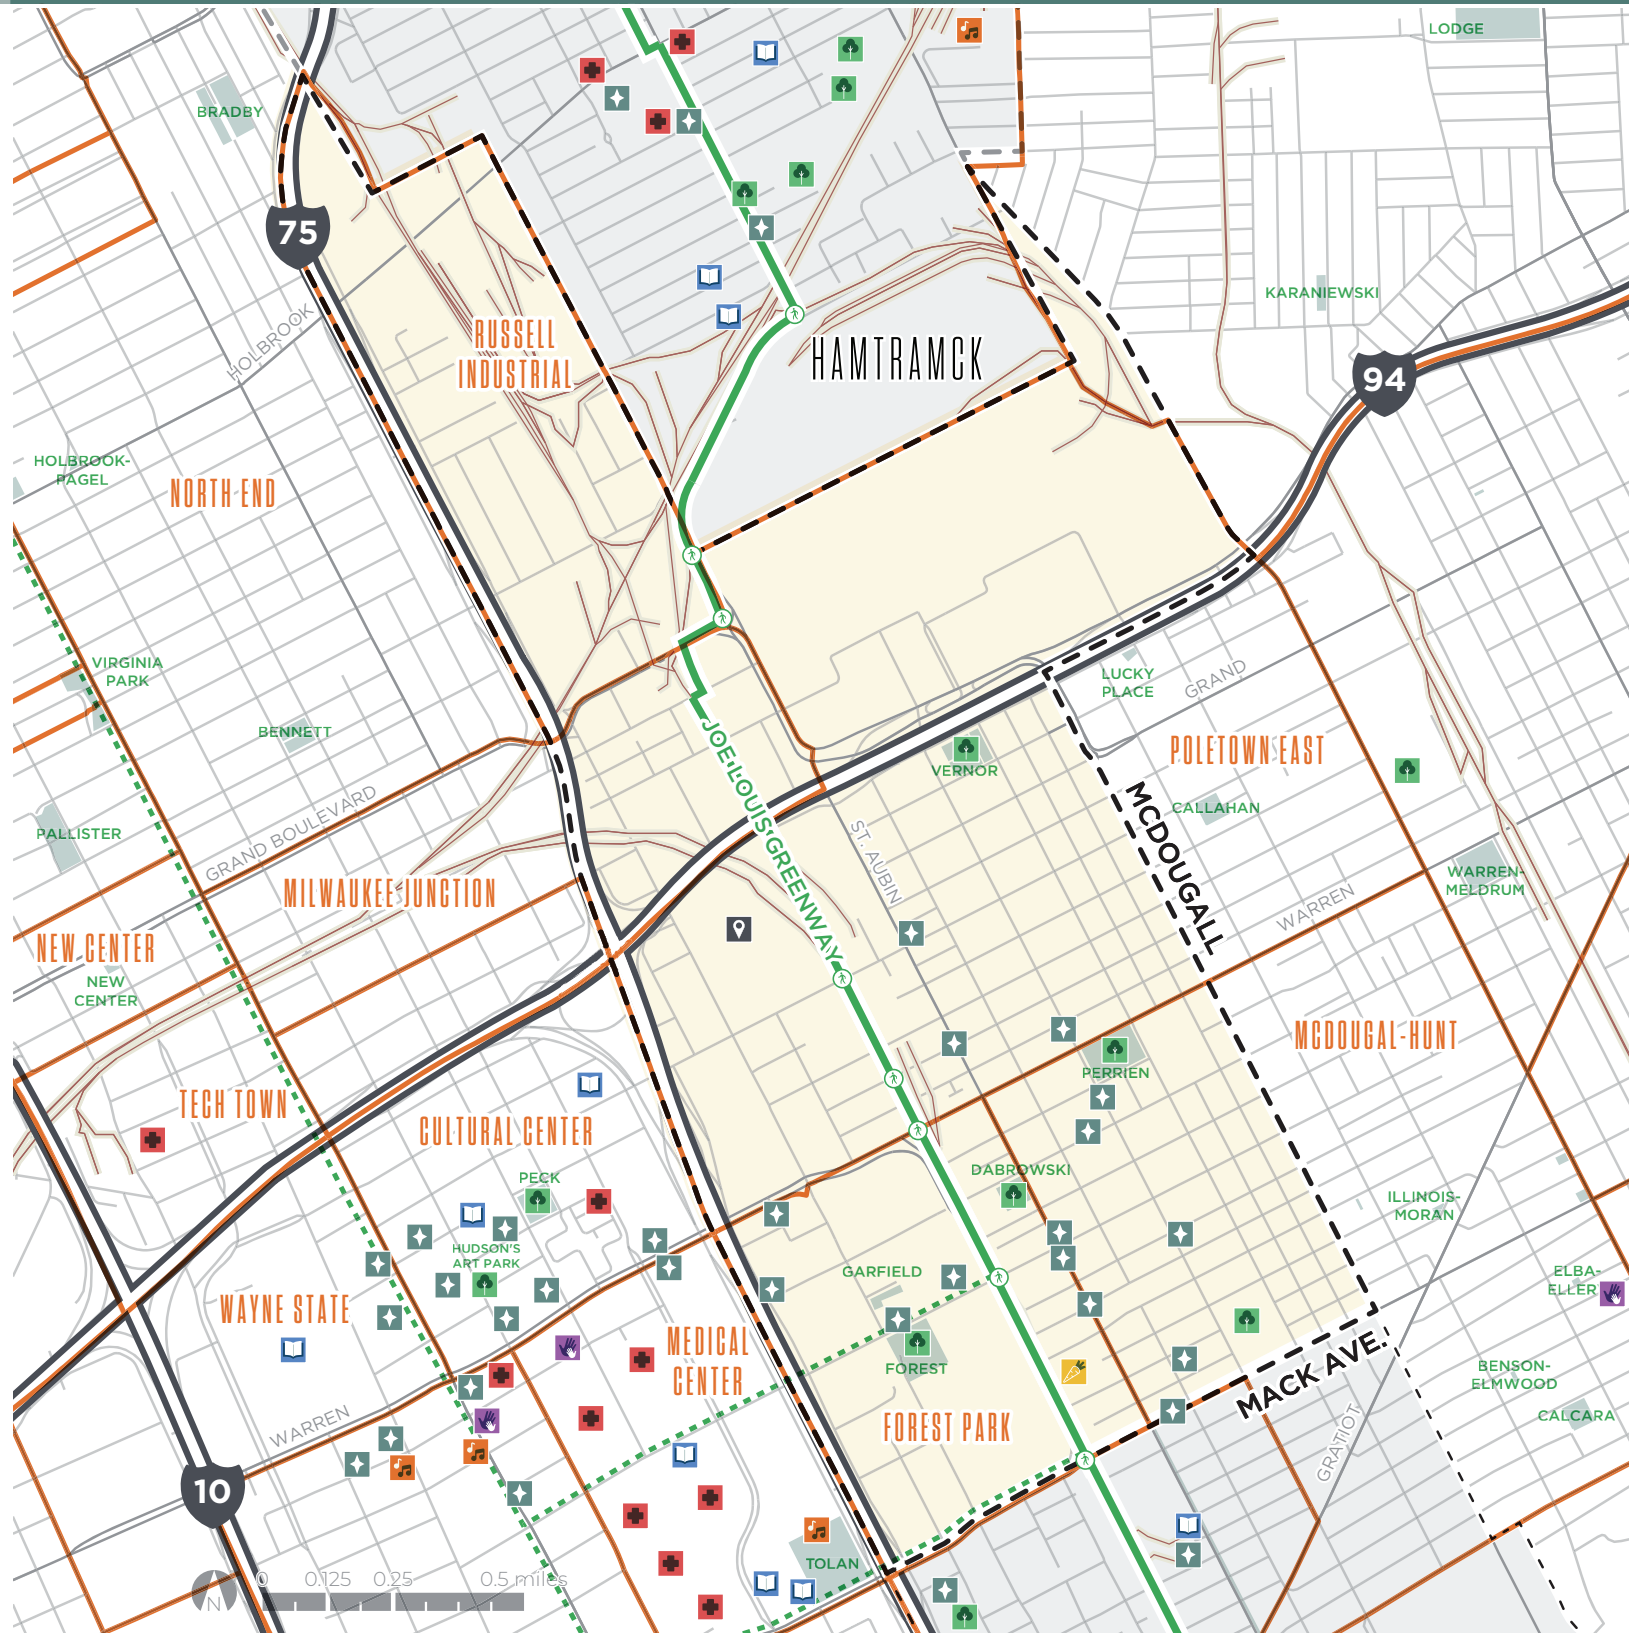 LODGE
BRADBY
75
HOLBROOK
RUSSELL
INDUSTRIAL
KARANIEWSKI
HAMTRAMCK
94
HOLBROOK-
PAGEL
NORTH END
VIRGINIA
PARK
BENNETT
LUCKY
PLACE
GRAND
JOE LOUIS GREENWAY
VERNOR
POLETOWN EAST
MCDOUGALL
CALLAHAN
PALLISTER
GRAND BOULEVARD
ST. AUBIN
MILWAUKEE JUNCTION
WARREN-
MELDRUM
WARREN
NEW CENTER
NEW
CENTER
MCDOUGAL-HUNT
PERRIEN
TECH TOWN
CULTURAL CENTER
PECK
DABROWSKI
ILLINOIS-
MORAN
HUDSON'S
ART PARK
GARFIELD
ELBA-
ELLER
WAYNE STATE
MEDICAL
CENTER
FOREST
MACK AVE.
BENSON-
ELMWOOD
CALCARA
WARREN
FOREST PARK
GRATIOT
10
TOLAN
0 0.125 0.25 0.5 miles
N